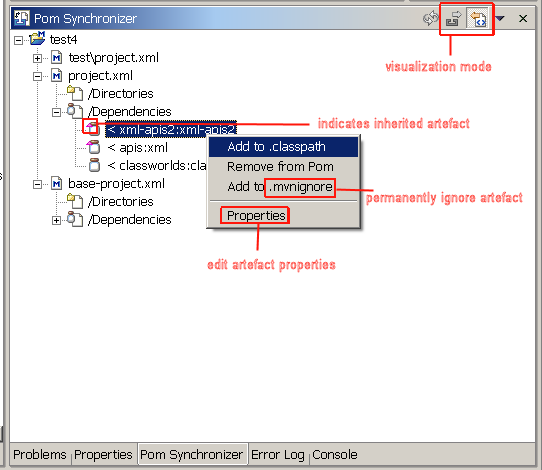 Pom Synchronizer
visualization mode
test4
test\project.xml
project.xml
/Directories
/Dependencies
< xml-apis2:xml-apis2
indicates inherited artefact
< apis:xml
< classworlds:cla
Add to .classpath
Remove from Pom
Add to .mvnignore
permanently ignore artefact
Properties
edit artefact properties
base-project.xml
/Directories
/Dependencies
Problems Properties Pom Synchronizer Error Log Console